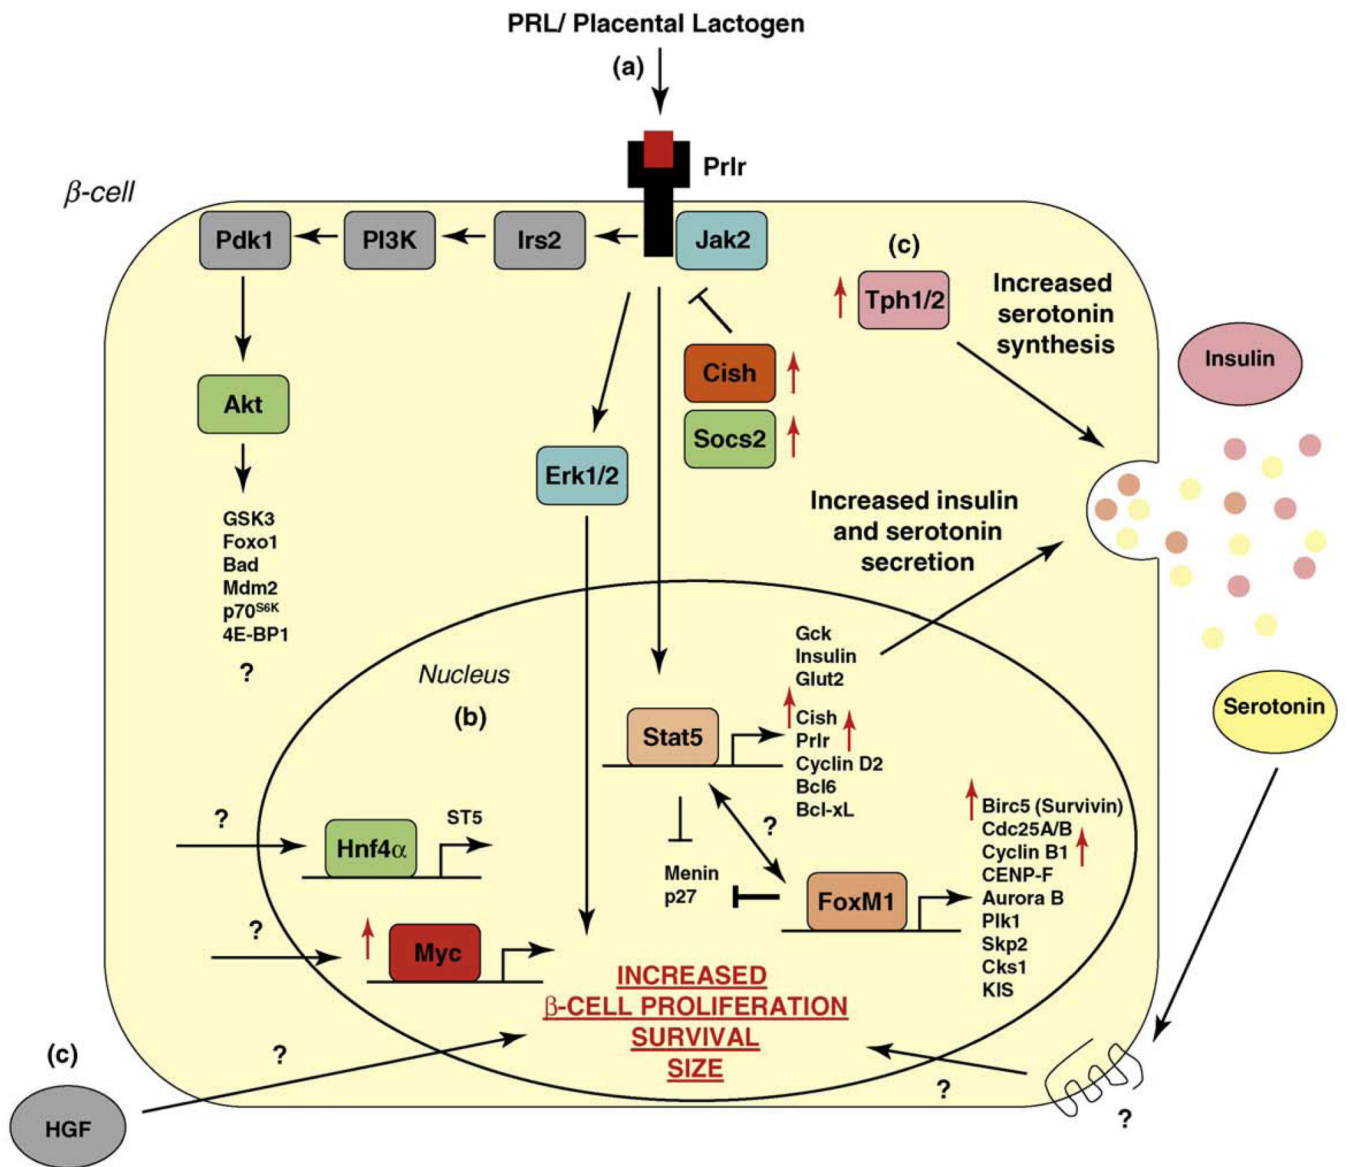 PRL/ Placental Lactogen
(a)
Prlr
β-cell
Pdk1
PI3K
Irs2
Jak2
(c)
Tph1/2
Increased
serotonin
synthesis
Insulin
Cish
Akt
Socs2
Erk1/2
Increased insulin
and serotonin
secretion
GSK3
Foxo1
Bad
Mdm2
p70S6K
4E-BP1
?
Nucleus
(b)
Gck
Insulin
Glut2
Cish
Prlr
Cyclin D2
Bcl6
Bcl-xL
Stat5
Serotonin
?
Hnf4α
ST5
?
Menin
p27
FoxM1
Birc5 (Survivin)
Cdc25A/B
Cyclin B1
CENP-F
Aurora B
Plk1
Skp2
Cks1
KIS
?
Myc
INCREASED
β-CELL PROLIFERATION
SURVIVAL
SIZE
(c)
?
HGF
?
?